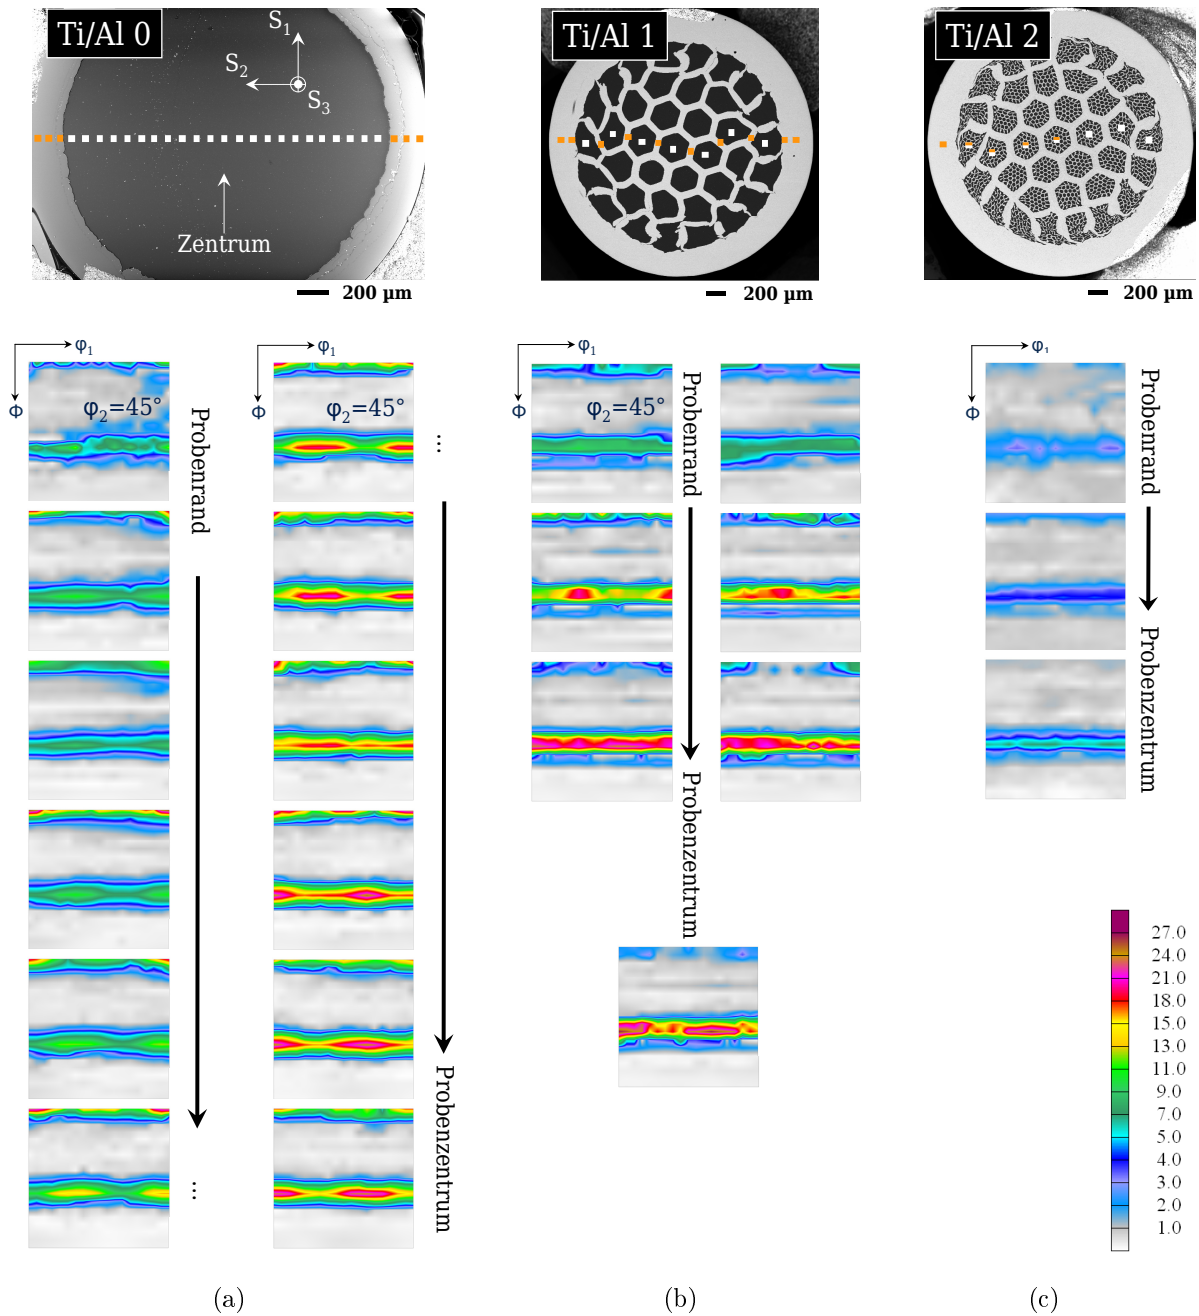 Ti/Al 0
S1
S2
S3
Zentrum
200 μm
Ti/Al 1
200 μm
Ti/Al 2
200 μm
φ1
Φ
φ2=45°
Probenrand
...
φ1
Φ
φ2=45°
...
Probenzentrum
φ1
Φ
φ2=45°
Probenrand
Probenzentrum
φ1
Φ
Probenrand
Probenzentrum
27.0
24.0
21.0
18.0
15.0
13.0
11.0
9.0
7.0
5.0
4.0
3.0
2.0
1.0
(a)
(b)
(c)